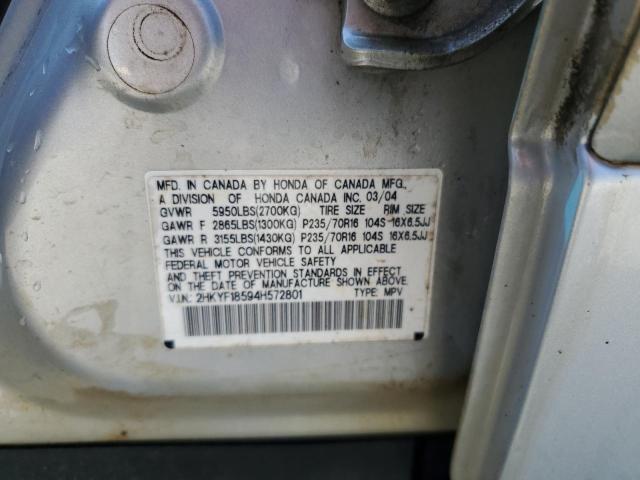 MFD. IN CANADA BY HONDA OF CANADA MFG.,
A DIVISION OF HONDA CANADA INC. 03/04
GVWR 5950LBS(2700KG) TIRE SIZE RIM SIZE
GAWR F 2865LBS(1300KG) P235/70R16 104S 16X6.5JJ
GAWR R 3155LBS(1430KG) P235/70R16 104S 16X6.5JJ
THIS VEHICLE CONFORMS TO ALL APPLICABLE
FEDERAL MOTOR VEHICLE SAFETY
AND THEFT PREVENTION STANDARDS IN EFFECT
ON THE DATE OF MANUFACTURE SHOWN ABOVE.
V.I.N.: 2HKYF18594H572801 TYPE: MPV